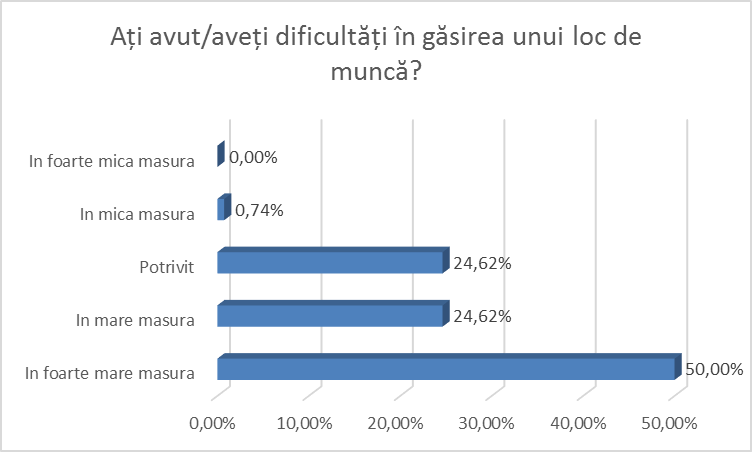 Ați avut/aveți dificultăți în găsirea unui loc de
muncă?
In foarte mica masura
0,00%
In mica masura
0,74%
Potrivit
24,62%
In mare masura
24,62%
In foarte mare masura
50,00%
0,00% 10,00% 20,00% 30,00% 40,00% 50,00%